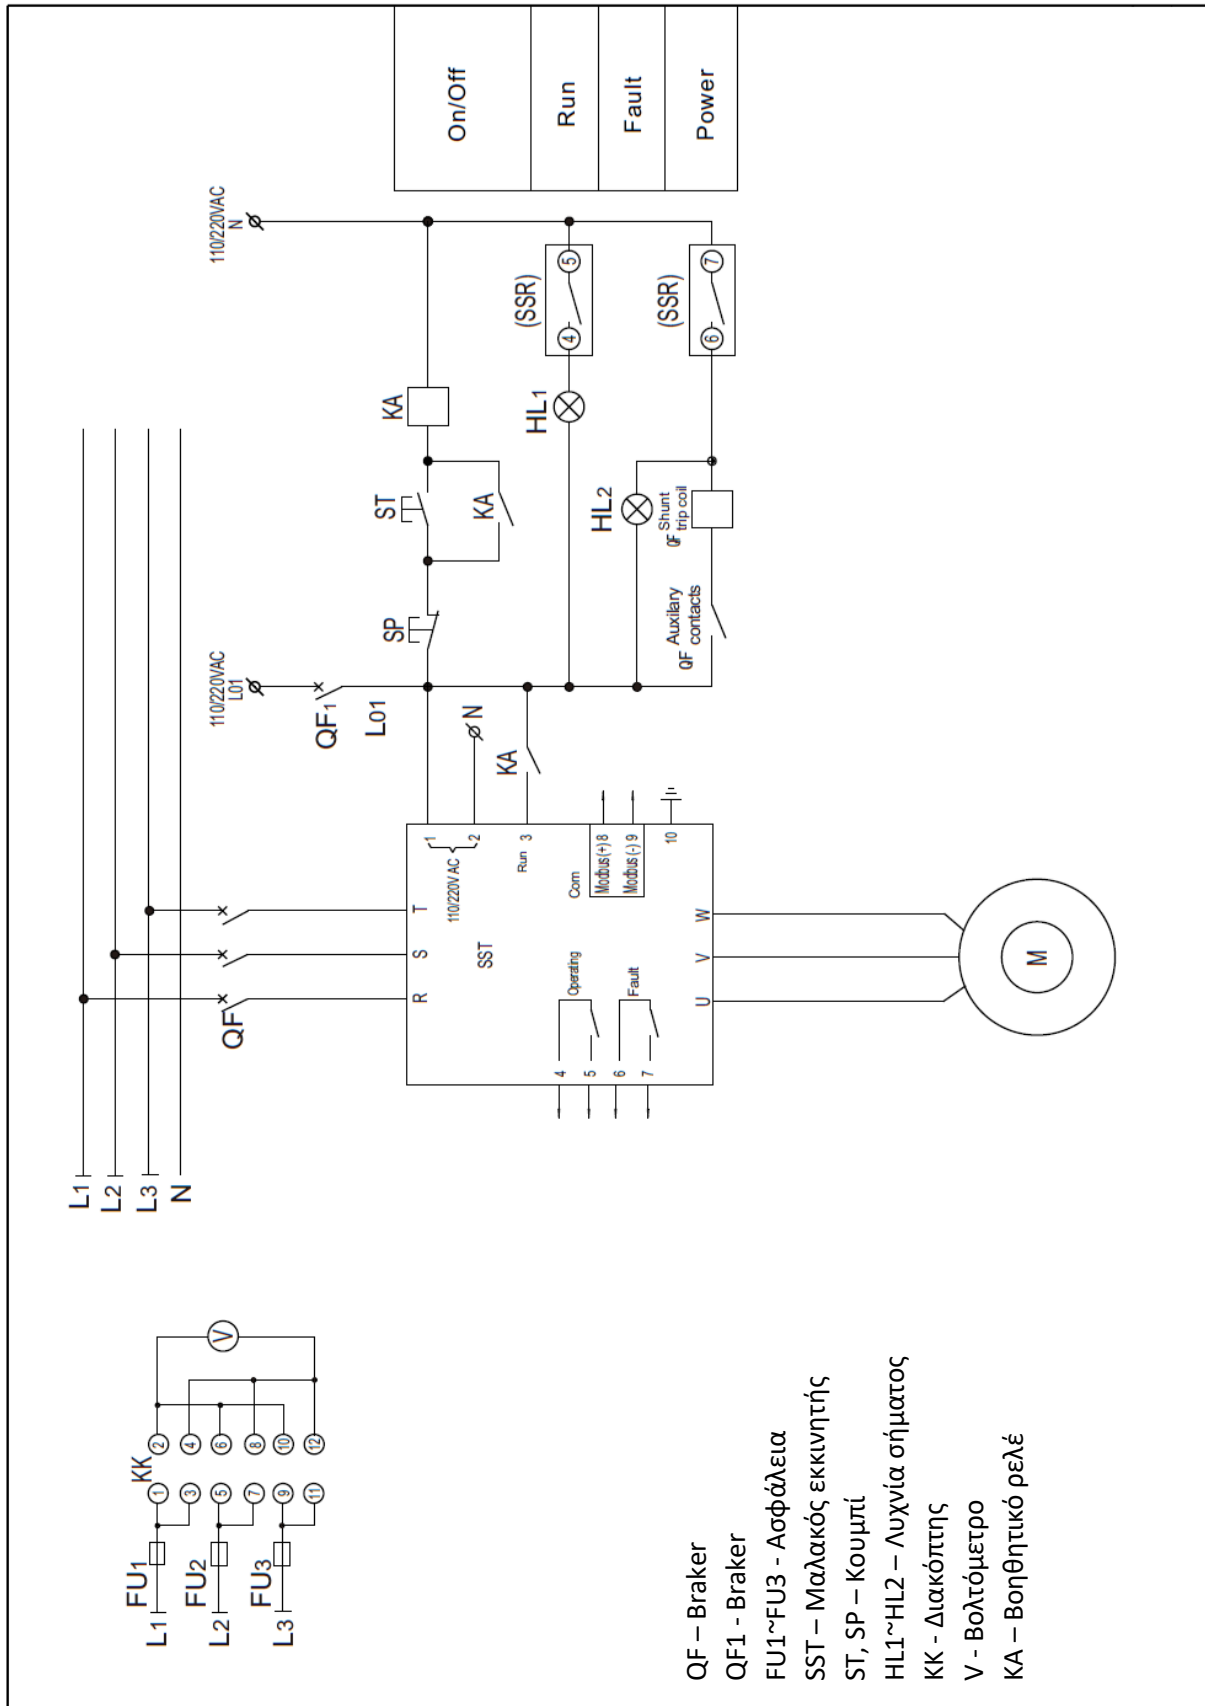 L1
L2
L3
N
QF
R
S
T
SST
110/220V AC
1
2
Run 3
Com
Modbus(+) 8
Modbus(-) 9
10
Operating
Fault
4
5
6
7
U
V
W
M
110/220VAC
L01
QF1
L01
N
KA
110/220VAC
N
SP
ST
KA
KA
HL1
(SSR)
4
5
HL2
QF Auxilary
contacts
QF Shunt
trip coil
(SSR)
6
7
On/Off
Run
Fault
Power
L1
FU1
L2
FU2
L3
FU3
KK
1
2
3
4
5
6
7
8
9
10
11
12
V
QF – Braker
QF1 - Braker
FU1~FU3 - Ασφάλεια
SST – Μαλακός εκκινητής
ST, SP – Κουμπί
HL1~HL2 – Λυχνία σήματος
KK - Διακόπτης
V - Βολτόμετρο
KA – Βοηθητικό ρελέ